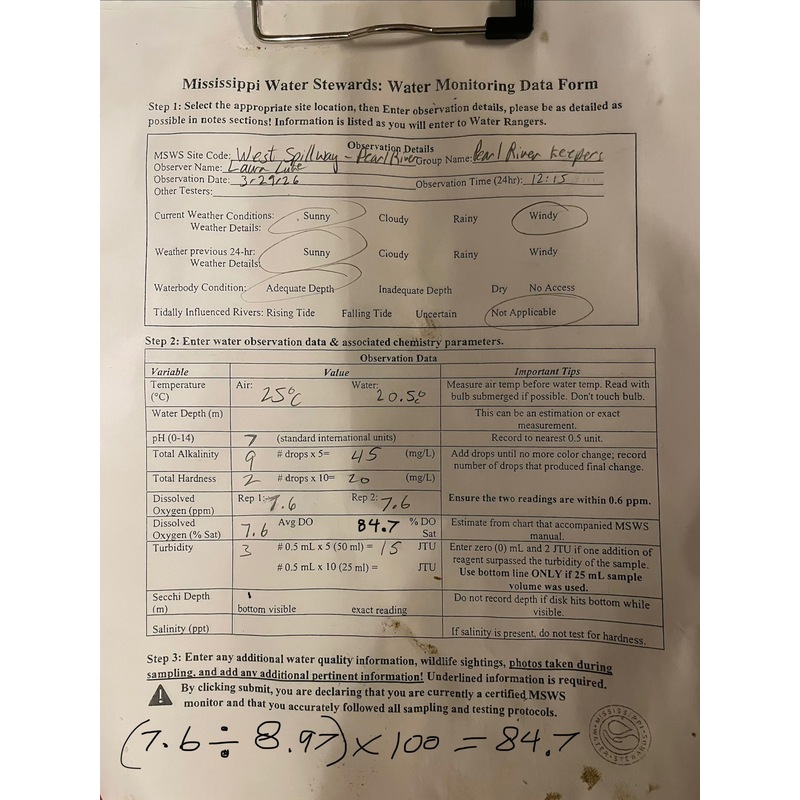 Mississippi Water Stewards: Water Monitoring Data Form
Step 1: Select the appropriate site location, then Enter observation details, please be as detailed as
possible in notes sections! Information is listed as you will enter to Water Rangers.
Observation Details
MSWS Site Code: West Spillway - Pearl River Group Name: Pearl River Keepers
Observer Name: Laura Luke
Observation Date: 3-29-26 Observation Time (24hr): 12:15
Other Testers:
Current Weather Conditions: Sunny Cloudy Rainy Windy
Weather Details:
Weather previous 24-hr: Sunny Cloudy Rainy Windy
Weather Details:
Waterbody Condition: Adequate Depth Inadequate Depth Dry No Access
Tidally Influenced Rivers: Rising Tide Falling Tide Uncertain Not Applicable
Step 2: Enter water observation data & associated chemistry parameters.
Observation Data
Variable Value Important Tips
Temperature (°C) Air: 25°C Water: 20.5°C Measure air temp before water temp. Read with
bulb submerged if possible. Don't touch bulb.
Water Depth (m) This can be an estimation or exact
measurement.
pH (0-14) 7 (standard international units) Record to nearest 0.5 unit.
Total Alkalinity 9 # drops x 5= 45 (mg/L) Add drops until no more color change; record
number of drops that produced final change.
Total Hardness 2 # drops x 10= 20 (mg/L)
Dissolved Oxygen (ppm) Rep 1: 7.6 Rep 2: 7.6 Ensure the two readings are within 0.6 ppm.
Dissolved Oxygen (% Sat) 7.6 Avg DO 84.7 % DO Sat Estimate from chart that accompanied MSWS
manual.
Turbidity 3 # 0.5 mL x 5 (50 ml) = 15 JTU Enter zero (0) mL and 2 JTU if one addition of
reagent surpassed the turbidity of the sample.
# 0.5 mL x 10 (25 ml) = JTU Use bottom line ONLY if 25 mL sample
volume was used.
Secchi Depth (m) bottom visible exact reading Do not record depth if disk hits bottom while
visible.
Salinity (ppt) If salinity is present, do not test for hardness.
Step 3: Enter any additional water quality information, wildlife sightings, photos taken during
sampling, and add any additional pertinent information! Underlined information is required.
By clicking submit, you are declaring that you are currently a certified MSWS
monitor and that you accurately followed all sampling and testing protocols.
(7.6 ÷ 8.97) x 100 = 84.7
MISSISSIPPI WATER STEWARDS